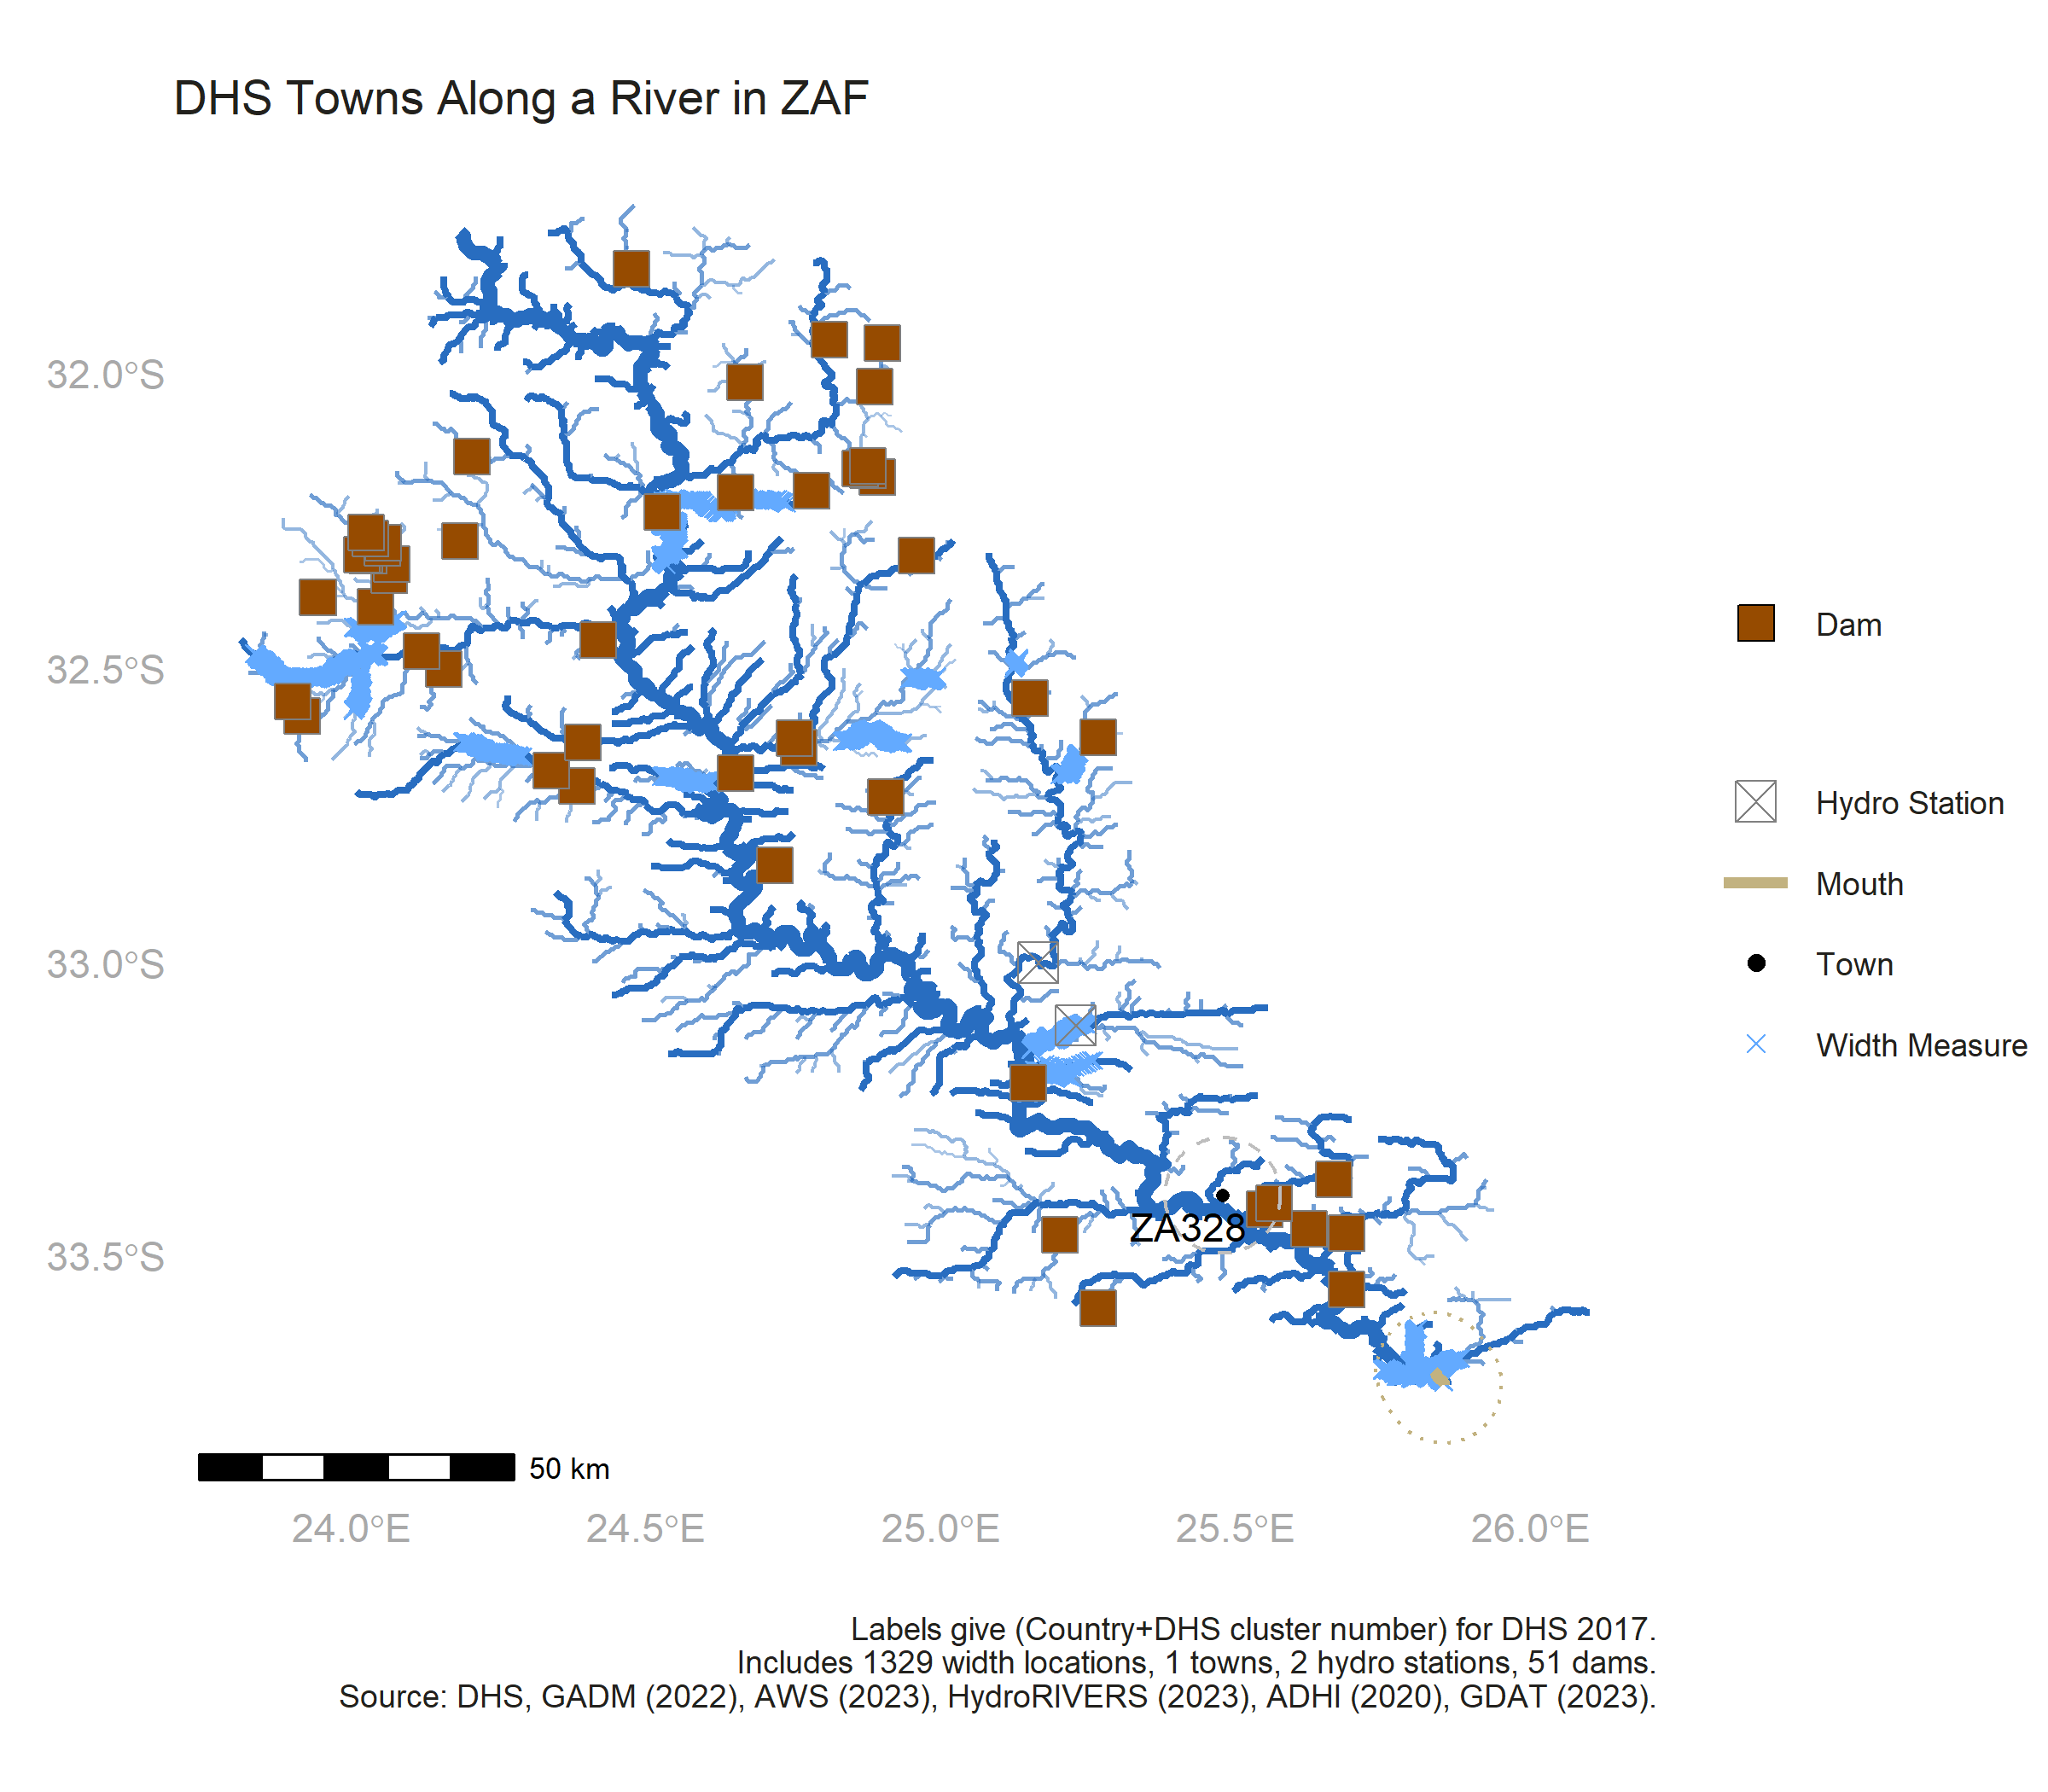 DHS Towns Along a River in ZAF
32.0°S
32.5°S
33.0°S
33.5°S
Dam
Hydro Station
Mouth
Town
Width Measure
ZA328
50 km
24.0°E
24.5°E
25.0°E
25.5°E
26.0°E
Labels give (Country+DHS cluster number) for DHS 2017.
Includes 1329 width locations, 1 towns, 2 hydro stations, 51 dams.
Source: DHS, GADM (2022), AWS (2023), HydroRIVERS (2023), ADHI (2020), GDAT (2023).